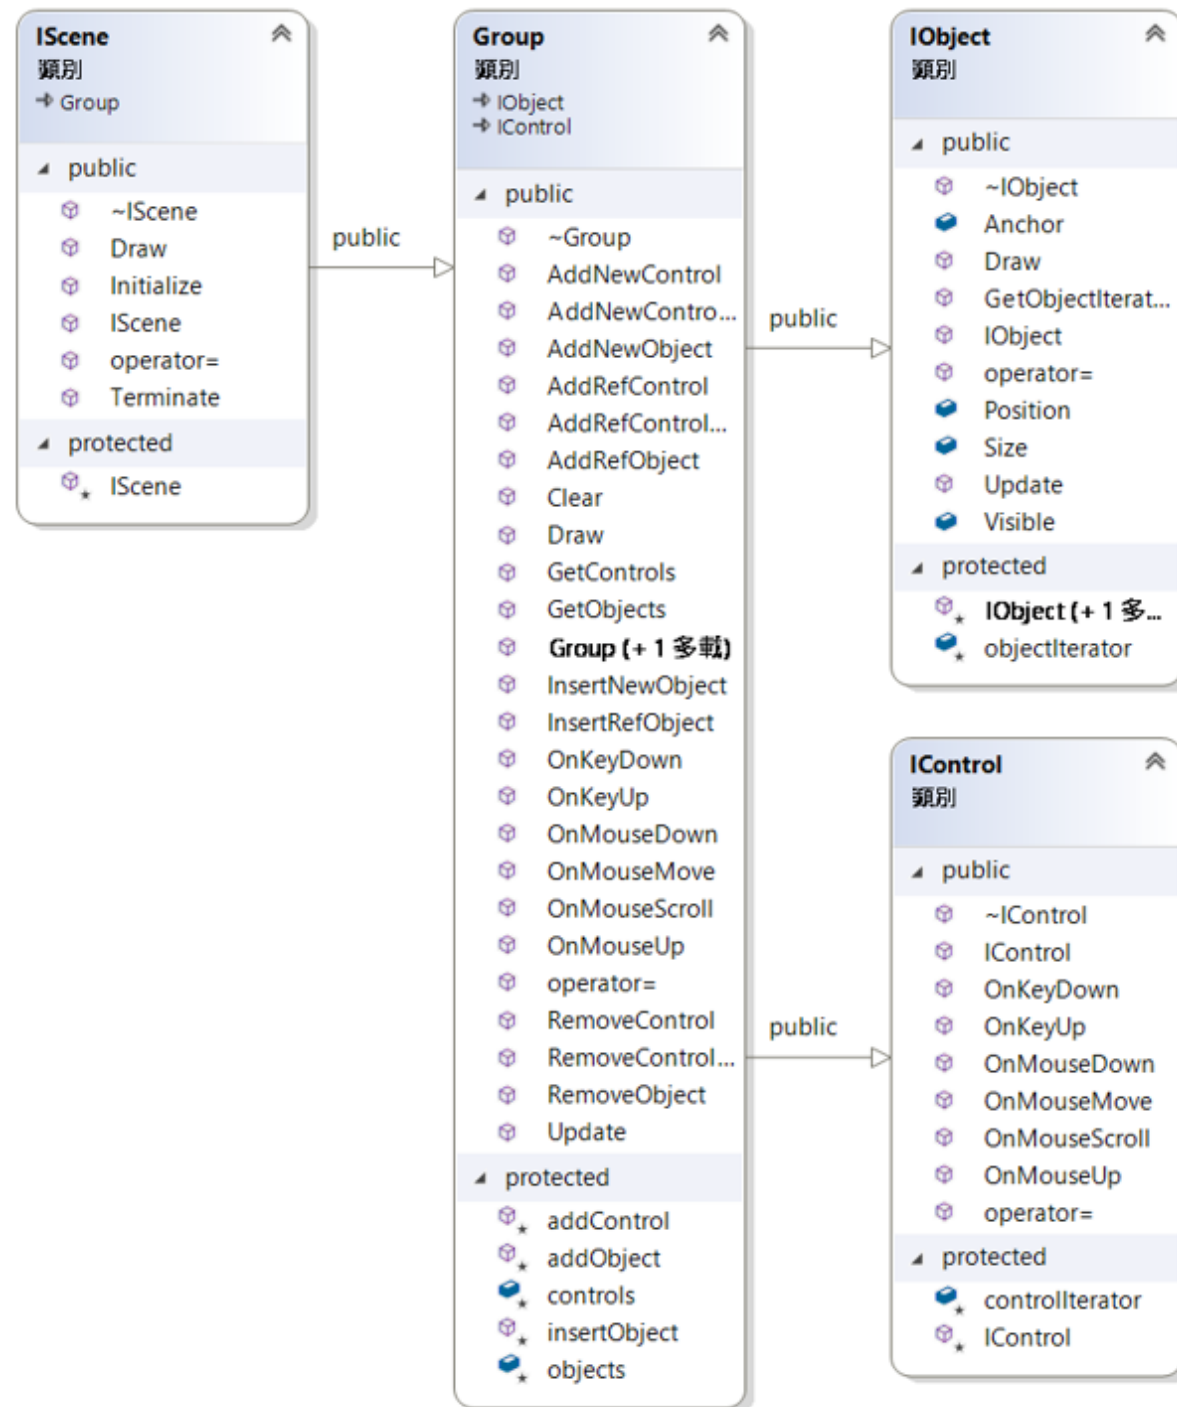 IScene
類別
Group
public
~IScene
Draw
Initialize
IScene
operator=
Terminate
protected
IScene
public
Group
類別
IObject
IControl
public
~Group
AddNewControl
AddNewContro...
AddNewObject
AddRefControl
AddRefControl...
AddRefObject
Clear
Draw
GetControls
GetObjects
Group (+ 1 多載)
InsertNewObject
InsertRefObject
OnKeyDown
OnKeyUp
OnMouseDown
OnMouseMove
OnMouseScroll
OnMouseUp
operator=
RemoveControl
RemoveControl...
RemoveObject
Update
protected
addControl
addObject
controls
insertObject
objects
public
public
IObject
類別
public
~IObject
Anchor
Draw
GetObjectIterat...
IObject
operator=
Position
Size
Update
Visible
protected
IObject (+ 1 多...
objectIterator
IControl
類別
public
~IControl
IControl
OnKeyDown
OnKeyUp
OnMouseDown
OnMouseMove
OnMouseScroll
OnMouseUp
operator=
protected
controlIterator
IControl